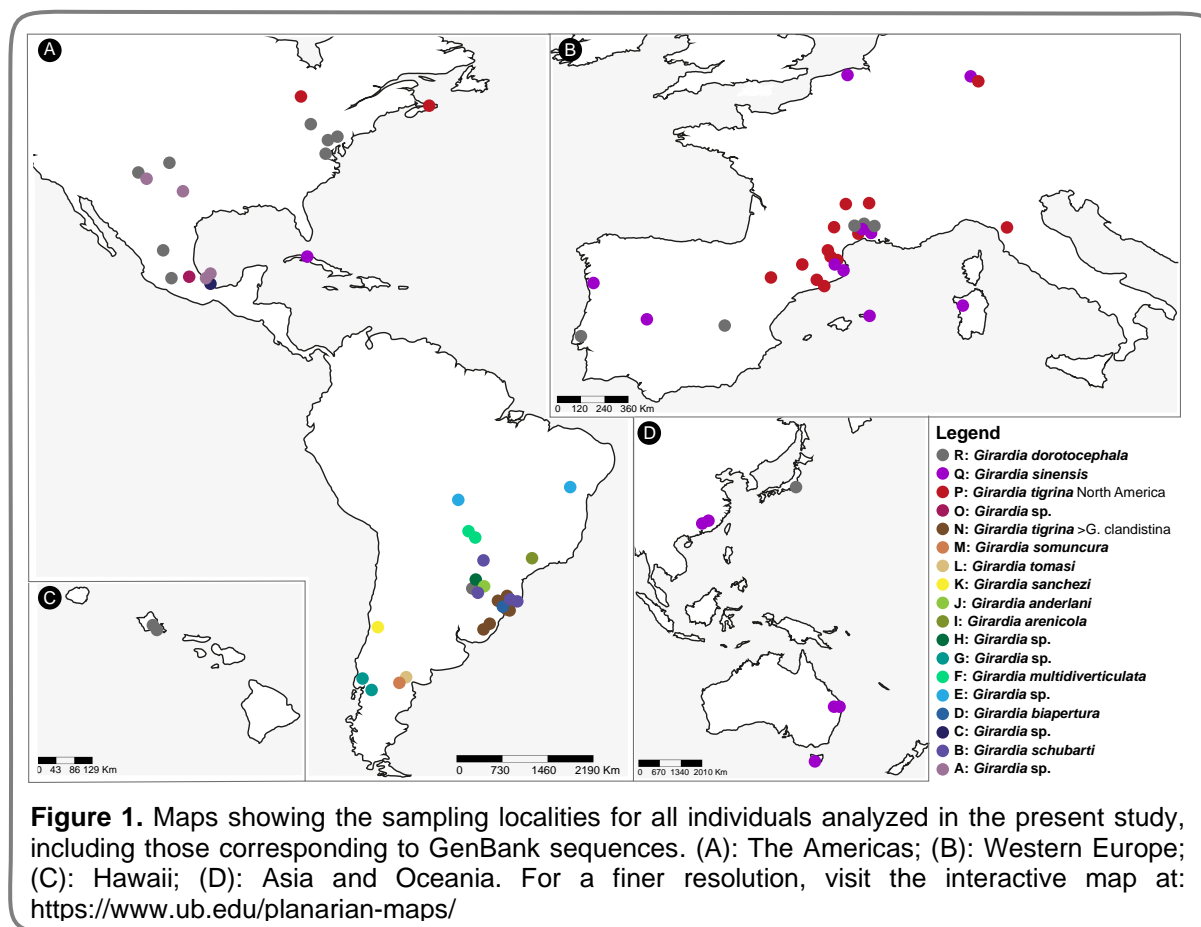 A
B
0 120 240 360 Km
D
Legend
R: Girardia dorotocephala
Q: Girardia sinensis
P: Girardia tigrina North America
O: Girardia sp.
N: Girardia tigrina >G. clandistina
M: Girardia somuncura
L: Girardia tomasi
K: Girardia sanchezi
J: Girardia anderlani
I: Girardia arenicola
H: Girardia sp.
G: Girardia sp.
F: Girardia multidiverticulata
E: Girardia sp.
D: Girardia biapertura
C: Girardia sp.
B: Girardia schubarti
A: Girardia sp.
C
0 43 86 129 Km
0 730 1460 2190 Km
0 670 1340 2010 Km
Figure 1. Maps showing the sampling localities for all individuals analyzed in the present study,
including those corresponding to GenBank sequences. (A): The Americas; (B): Western Europe;
(C): Hawaii; (D): Asia and Oceania. For a finer resolution, visit the interactive map at:
https://www.ub.edu/planarian-maps/